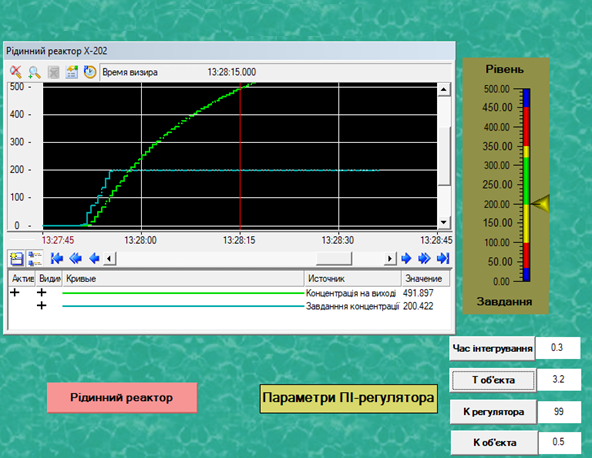 Рідинний реактор Х-202
Время визира 13:28:15.000
500
400
300
200
100
0
13:27:45 13:28:00 13:28:15 13:28:30 13:28:45
Актив Види Кривые Источник Значение
Концентрація на виході 491.897
Завданння концентрації 200.422
Рівень
500.00
450.00
400.00
350.00
300.00
250.00
200.00
150.00
100.00
50.00
0.00
Завдання
Час інтегрування 0.3
Т об'єкта 3.2
К регулятора 99
К об'єкта 0.5
Рідинний реактор
Параметри ПІ-регулятора